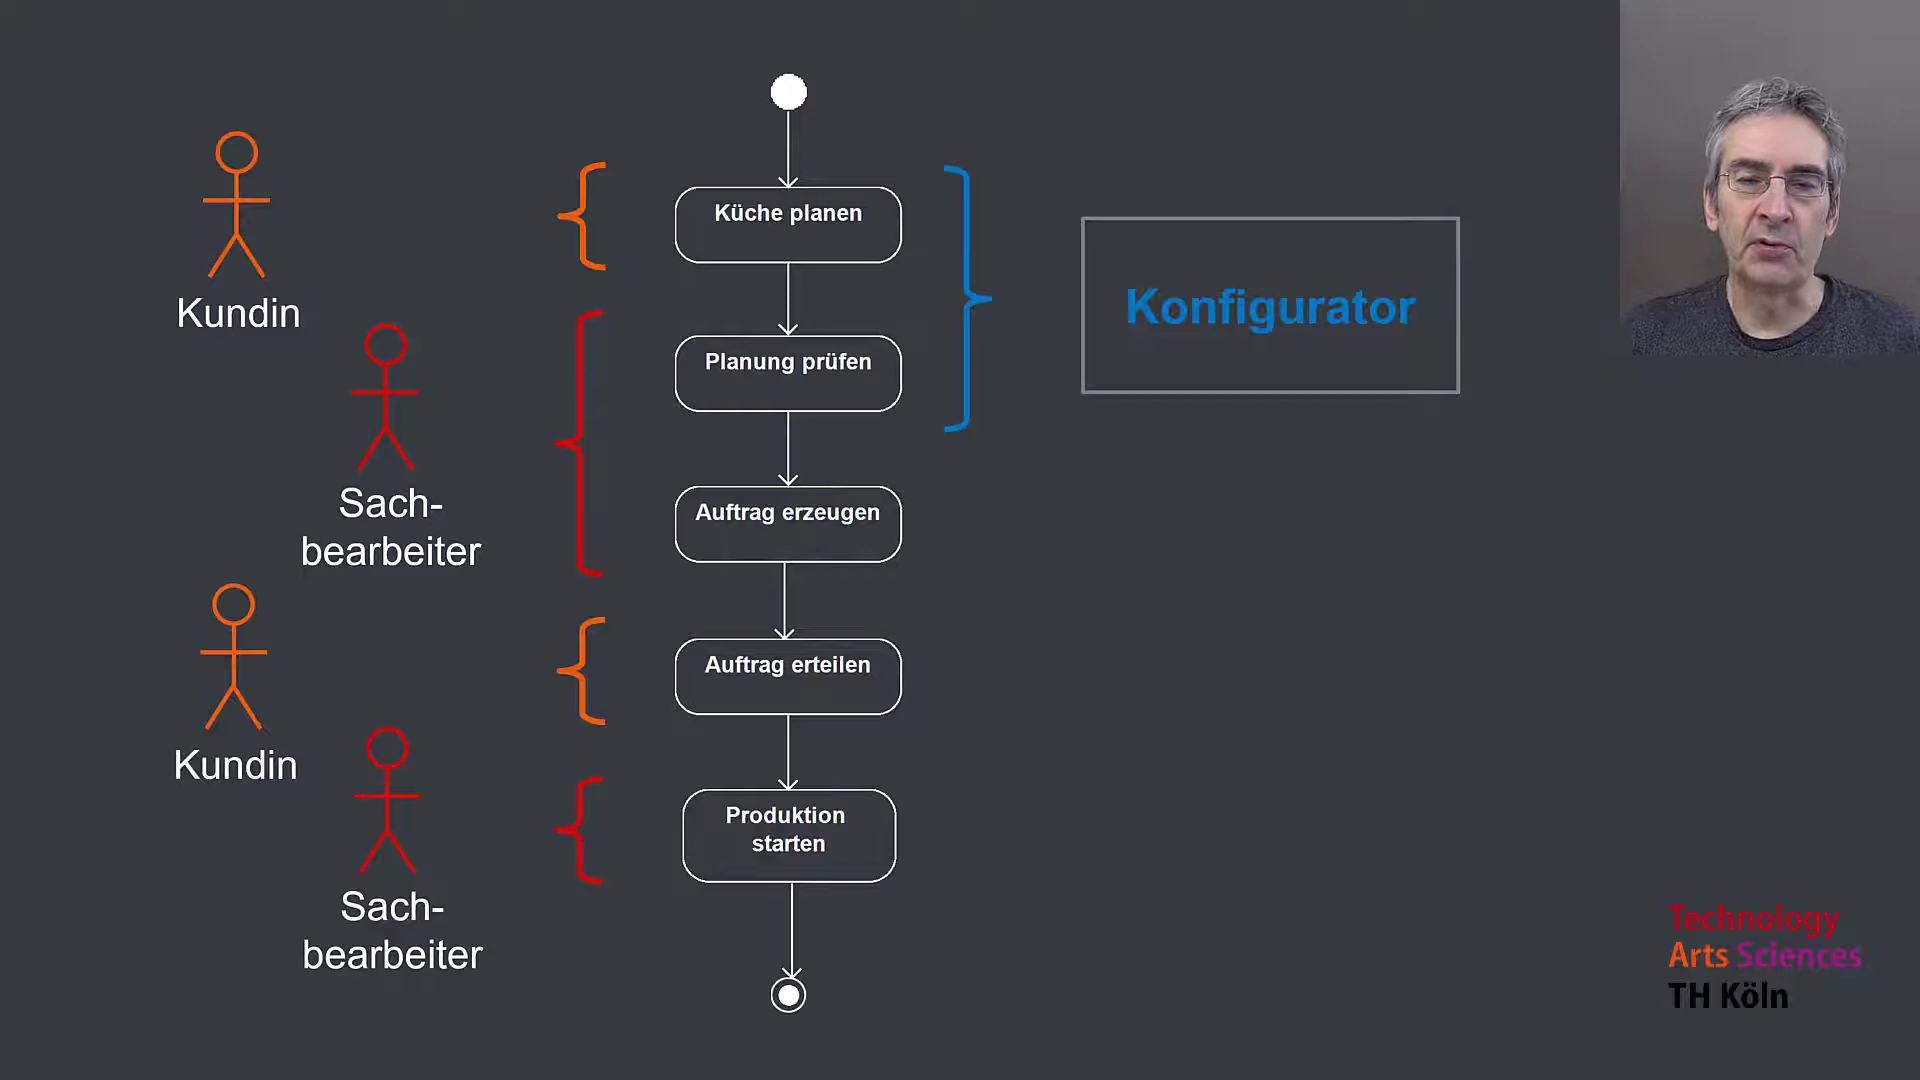 Kundin
Sach-
bearbeiter
Kundin
Sach-
bearbeiter
Küche planen
Planung prüfen
Auftrag erzeugen
Auftrag erteilen
Produktion
starten
Konfigurator
Technology
Arts Sciences
TH Köln